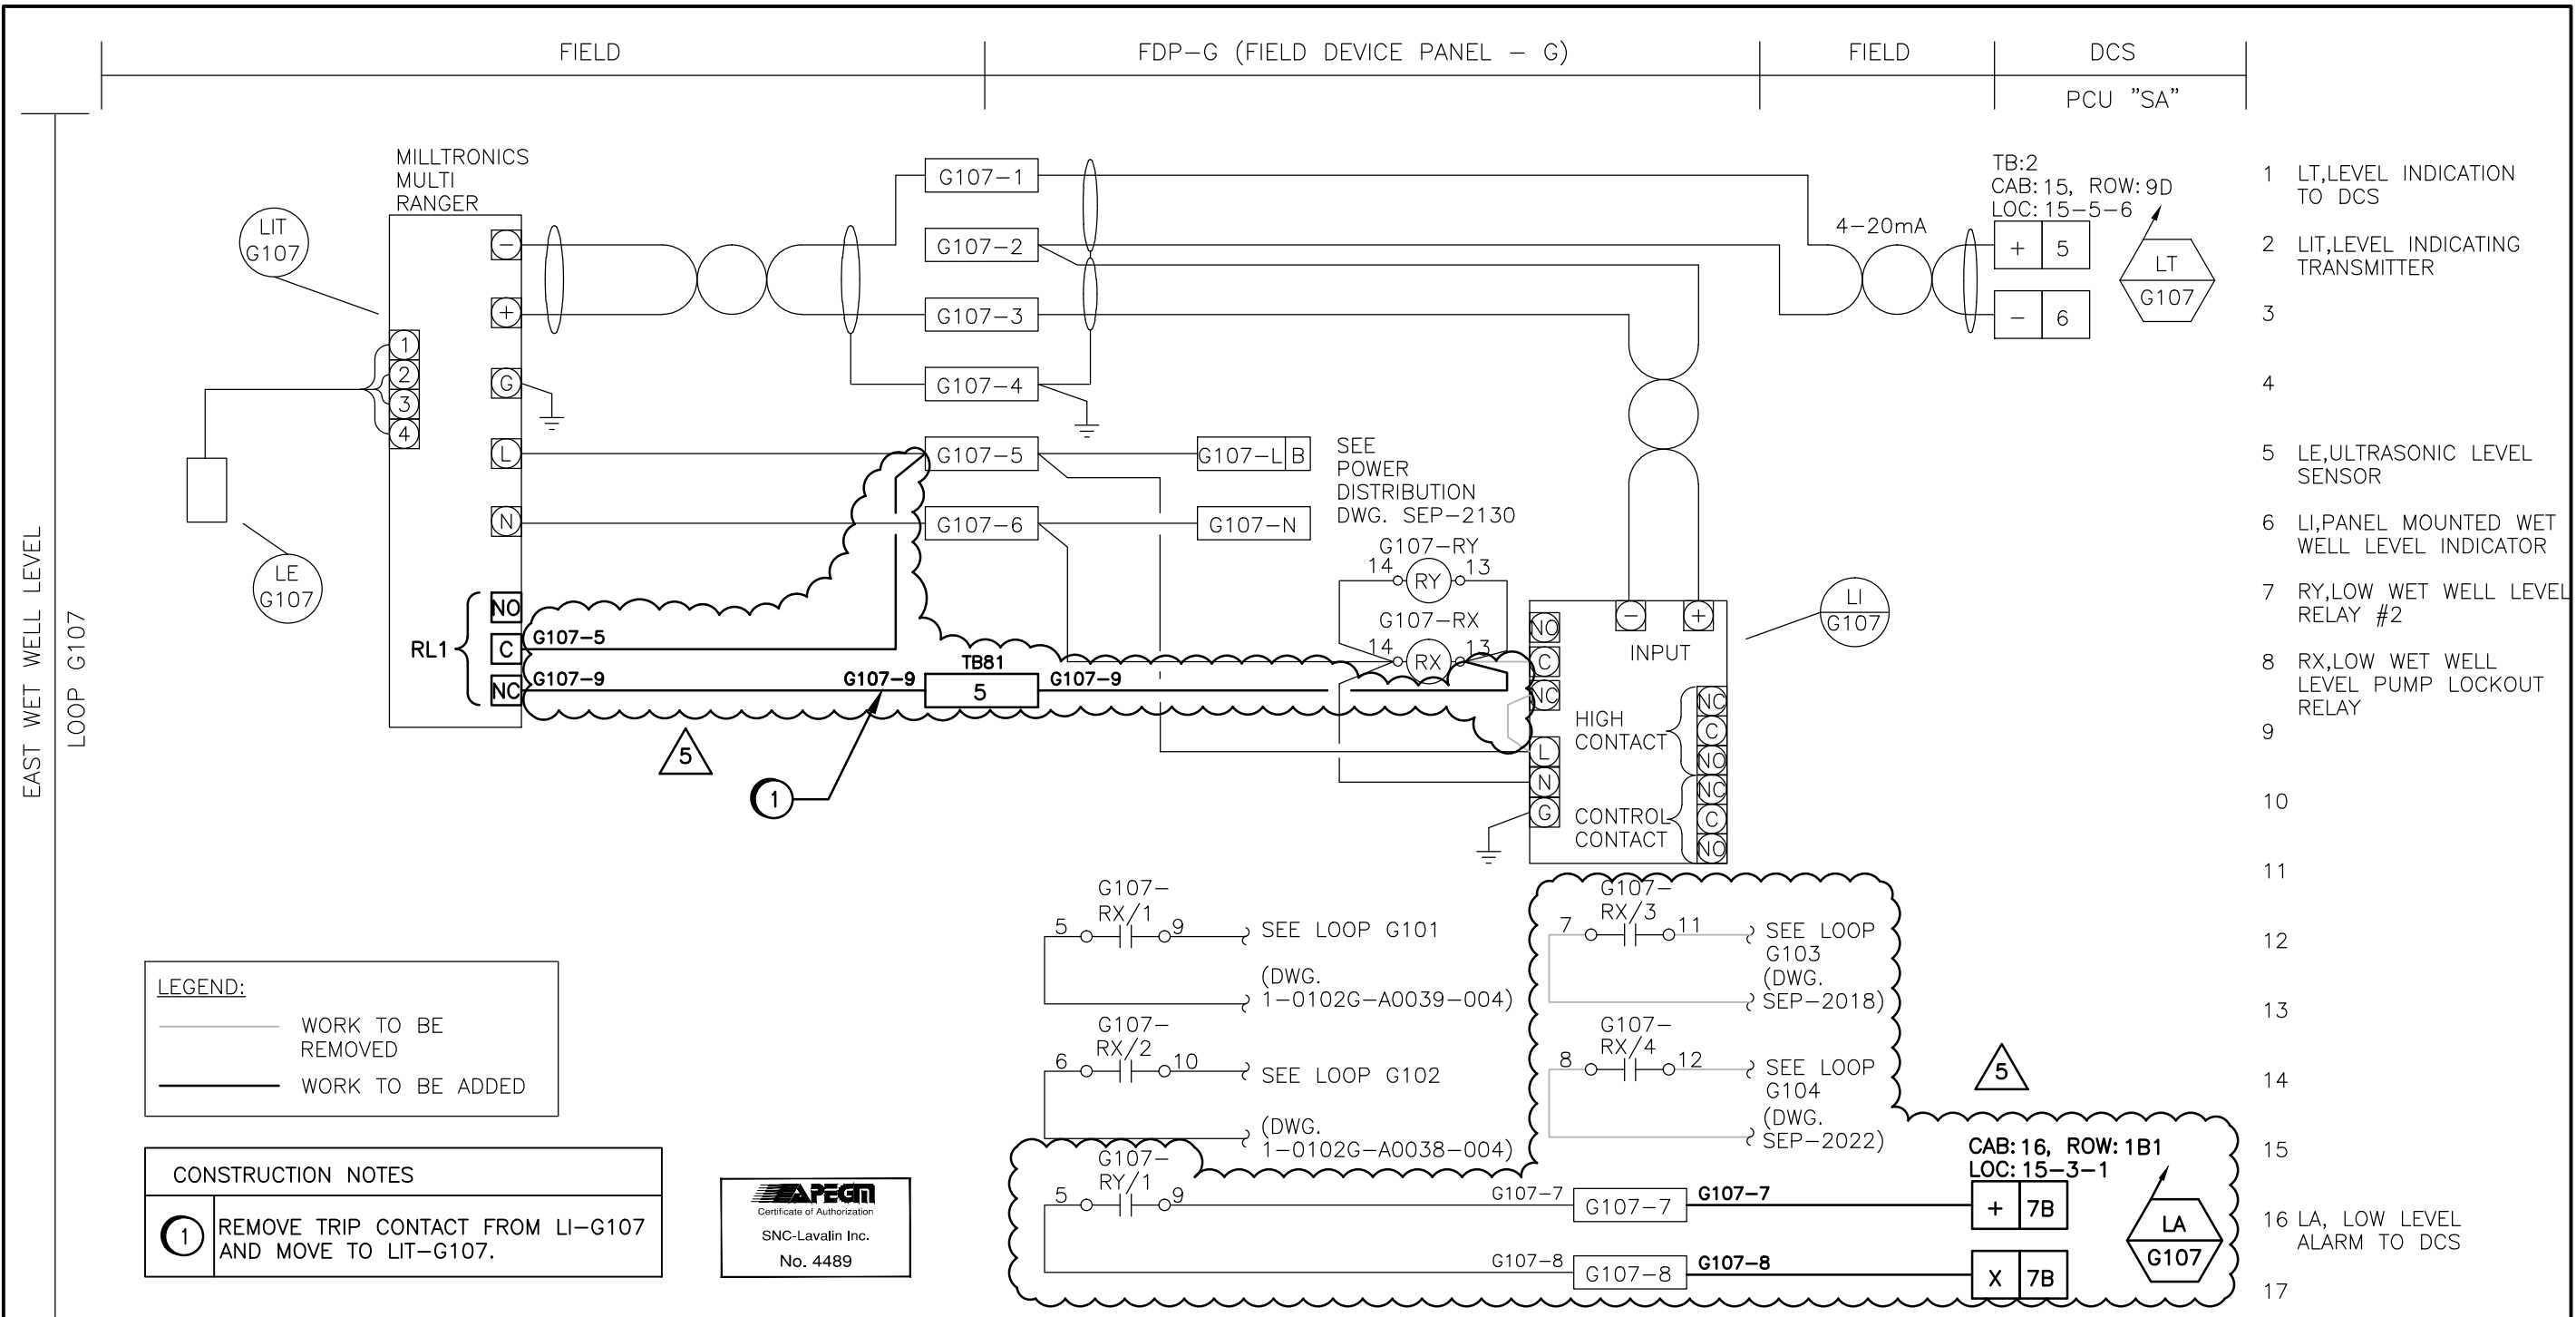 FIELD
FDP-G (FIELD DEVICE PANEL - G)
FIELD
DCS
PCU "SA"
EAST WET WELL LEVEL
LOOP G107
MILLTRONICS
MULTI
RANGER
LIT
G107
LE
G107
1
2
3
4
-
+
G
L
N
NO
C
NC
RL1
G107-1
G107-2
G107-3
G107-4
G107-5
G107-6
G107-L B
G107-N
SEE
POWER
DISTRIBUTION
DWG. SEP-2130
G107-5
G107-9
G107-9
TB81
5
G107-9
5
1
G107-RY
14 RY 13
G107-RX
14 RX 13
NO
C
NC
L
N
G
- +
INPUT
HIGH
CONTACT
NC
C
NO
CONTROL
CONTACT
NC
C
NO
LI
G107
4-20mA
TB:2
CAB:15, ROW:9D
LOC:15-5-6
+ 5
- 6
LT
G107
1 LT,LEVEL INDICATION
TO DCS
2 LIT,LEVEL INDICATING
TRANSMITTER
3
4
5 LE,ULTRASONIC LEVEL
SENSOR
6 LI,PANEL MOUNTED WET
WELL LEVEL INDICATOR
7 RY,LOW WET WELL LEVEL
RELAY #2
8 RX,LOW WET WELL
LEVEL PUMP LOCKOUT
RELAY
9
10
11
12
13
14
15
16 LA, LOW LEVEL
ALARM TO DCS
17
G107-
RX/1
5 9
SEE LOOP G101
(DWG.
1-0102G-A0039-004)
G107-
RX/2
6 10
SEE LOOP G102
(DWG.
1-0102G-A0038-004)
G107-
RX/3
7 11
SEE LOOP
G103
(DWG.
SEP-2018)
G107-
RX/4
8 12
SEE LOOP
G104
(DWG.
SEP-2022)
5
G107-
RY/1
5 9
G107-7
G107-7
G107-7
G107-8
G107-8
G107-8
CAB:16, ROW:1B1
LOC:15-3-1
+ 7B
X 7B
LA
G107
LEGEND:
WORK TO BE
REMOVED
WORK TO BE ADDED
CONSTRUCTION NOTES
1 REMOVE TRIP CONTACT FROM LI-G107
AND MOVE TO LIT-G107.
APEGM
Certificate of Authorization
SNC-Lavalin Inc.
No. 4489